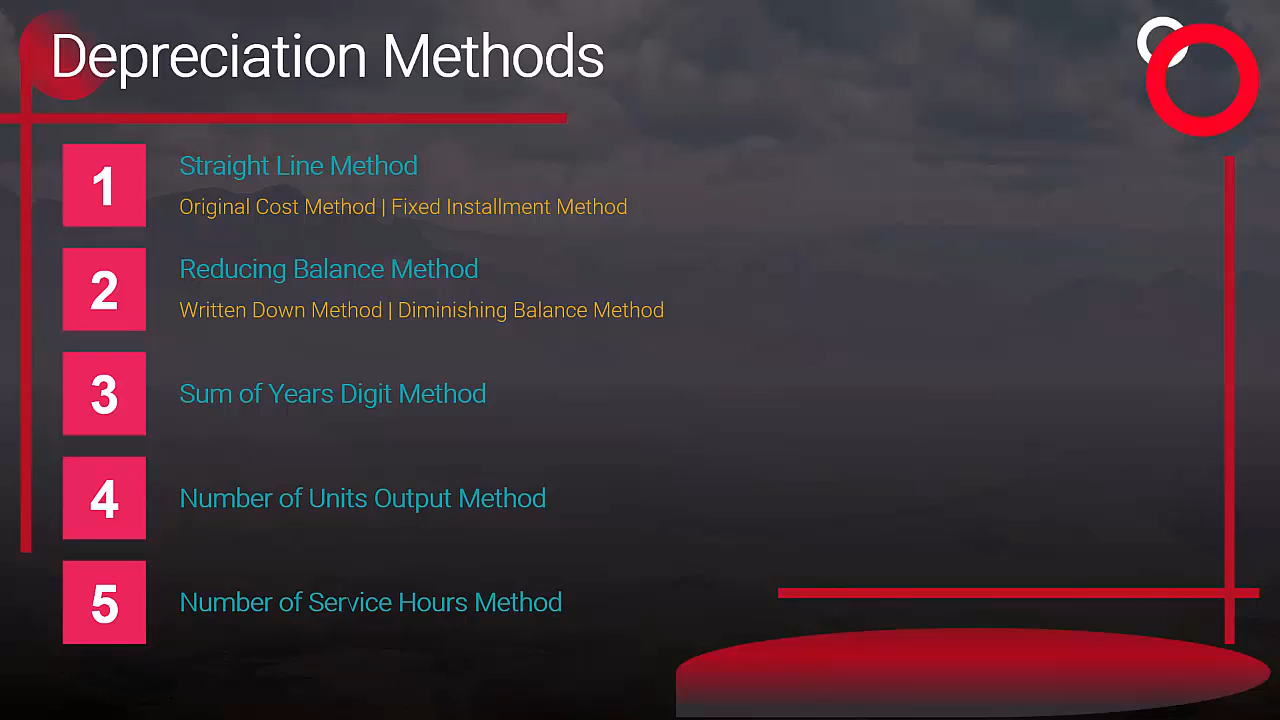 Depreciation Methods
1
Straight Line Method
Original Cost Method | Fixed Installment Method
2
Reducing Balance Method
Written Down Method | Diminishing Balance Method
3
Sum of Years Digit Method
4
Number of Units Output Method
5
Number of Service Hours Method